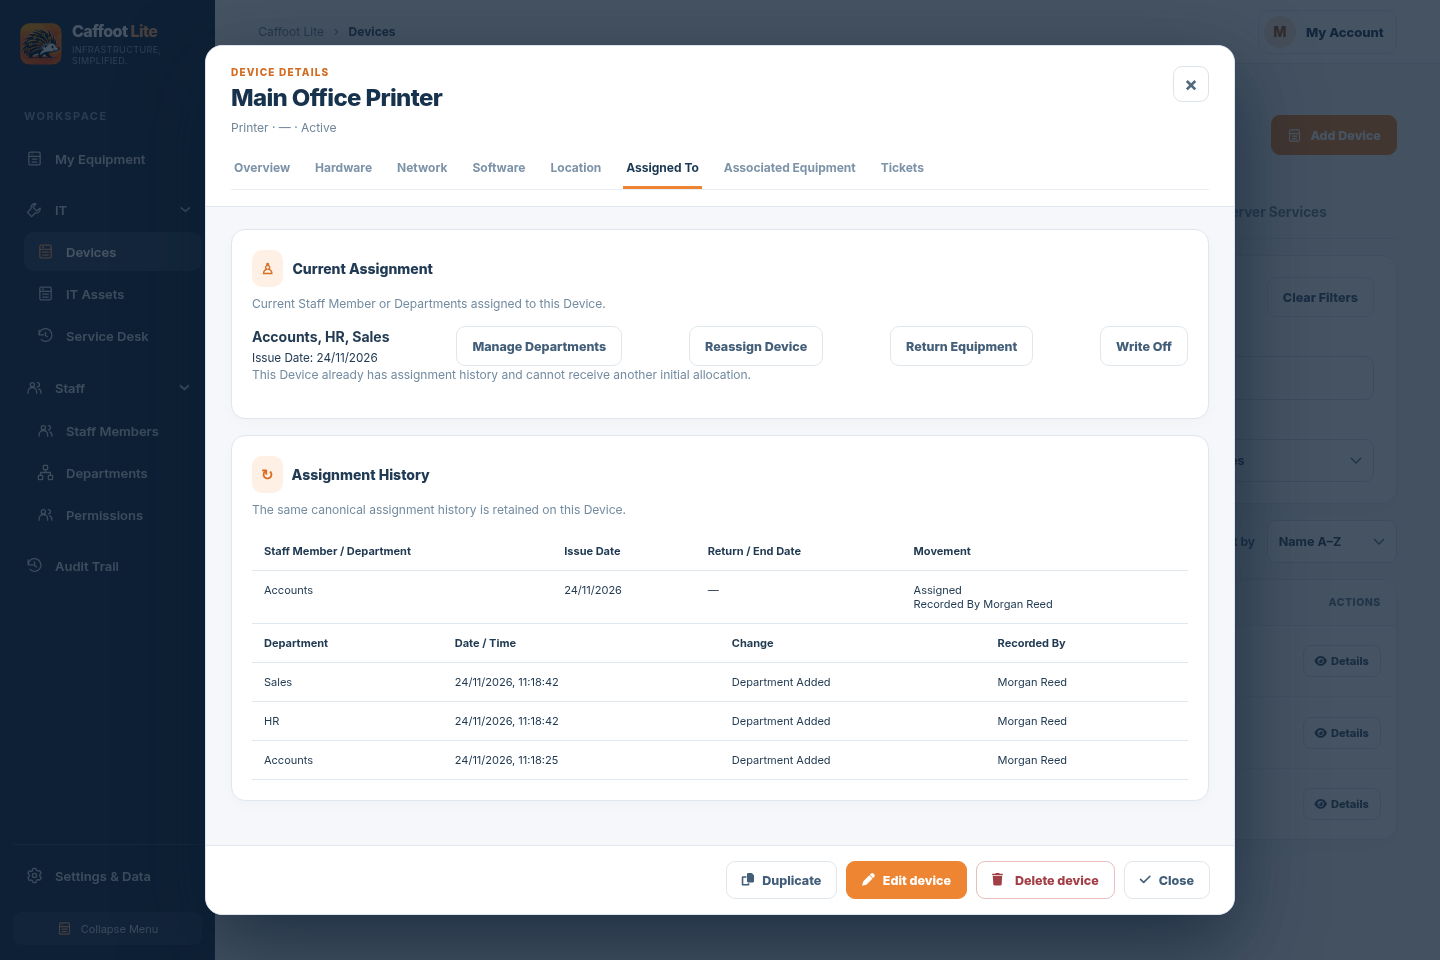 Caffoot Lite
INFRASTRUCTURE,
SIMPLIFIED.
WORKSPACE
My Equipment
IT
Devices
IT Assets
Service Desk
Staff
Staff Members
Departments
Permissions
Audit Trail
Settings & Data
Collapse Menu
Caffoot Lite › Devices
M My Account
Add Device
Server Services
Clear Filters
by Name A–Z
ACTIONS
Details
Details
Details
DEVICE DETAILS
Main Office Printer
Printer · — · Active
Overview Hardware Network Software Location Assigned To Associated Equipment Tickets
Current Assignment
Current Staff Member or Departments assigned to this Device.
Accounts, HR, Sales
Issue Date: 24/11/2026
Manage Departments Reassign Device Return Equipment Write Off
This Device already has assignment history and cannot receive another initial allocation.
Assignment History
The same canonical assignment history is retained on this Device.
Staff Member / Department Issue Date Return / End Date Movement
Accounts 24/11/2026 — Assigned
Recorded By Morgan Reed
Department Date / Time Change Recorded By
Sales 24/11/2026, 11:18:42 Department Added Morgan Reed
HR 24/11/2026, 11:18:42 Department Added Morgan Reed
Accounts 24/11/2026, 11:18:25 Department Added Morgan Reed
Duplicate Edit device Delete device Close